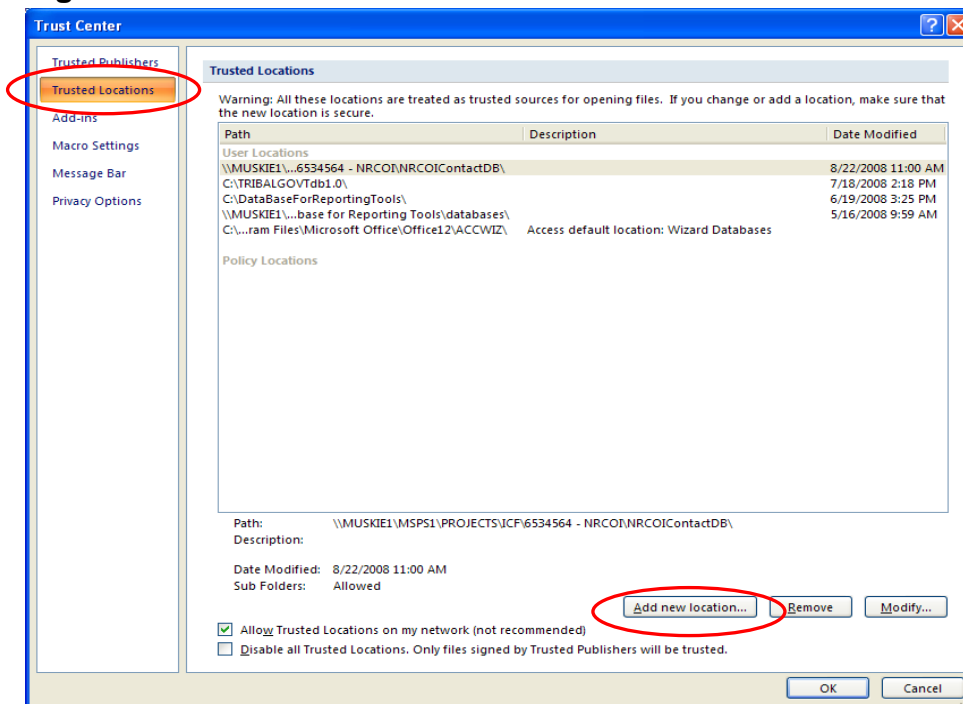 Trust Center
Trusted Publishers
Trusted Locations
Add-ins
Macro Settings
Message Bar
Privacy Options
Trusted Locations
Warning: All these locations are treated as trusted sources for opening files. If you change or add a location, make sure that
the new location is secure.
Path Description Date Modified
User Locations
\\MUSKIE1\...6534564 - NRCOI\NRCOIContactDB\ 8/22/2008 11:00 AM
C:\TRIBALGOVTdb1.0\ 7/18/2008 2:18 PM
C:\DataBaseForReportingTools\ 6/19/2008 3:25 PM
\\MUSKIE1\...base for Reporting Tools\databases\ 5/16/2008 9:59 AM
C:\...ram Files\Microsoft Office\Office12\ACCWIZ\ Access default location: Wizard Databases
Policy Locations
Path: \\MUSKIE1\MSPS1\PROJECTS\ICF\6534564 - NRCOI\NRCOIContactDB\
Description:
Date Modified: 8/22/2008 11:00 AM
Sub Folders: Allowed
Add new location... Remove Modify...
Allow Trusted Locations on my network (not recommended)
Disable all Trusted Locations. Only files signed by Trusted Publishers will be trusted.
OK Cancel